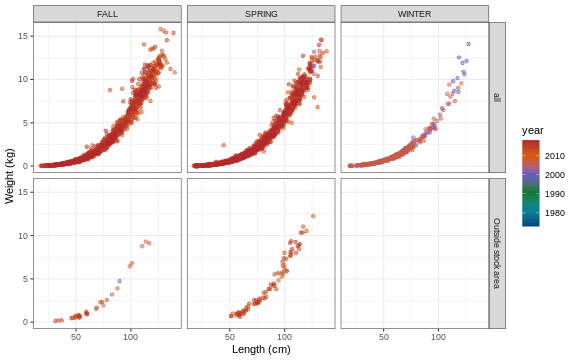 FALL
SPRING
WINTER
15
10
5
0
all
15
10
5
0
Outside stock area
50
100
50
100
50
100
Weight (kg)
Length (cm)
year
2010
2000
1990
1980